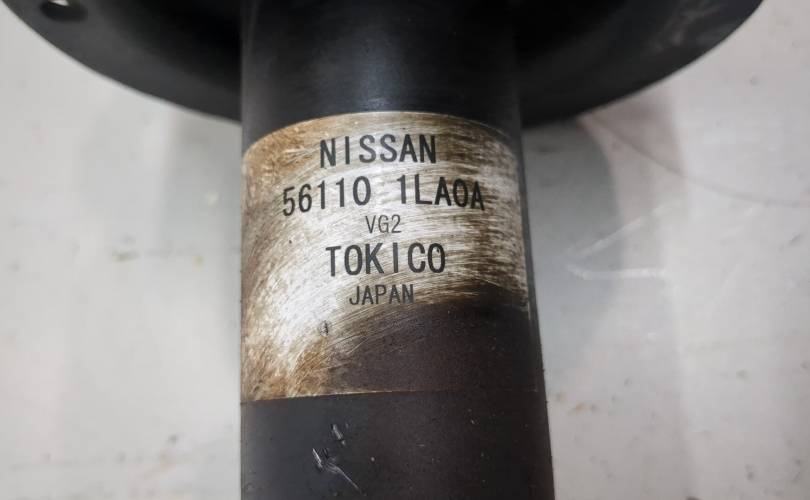 NISSAN
56110 1LA0A
VG2
TOKICO
JAPAN